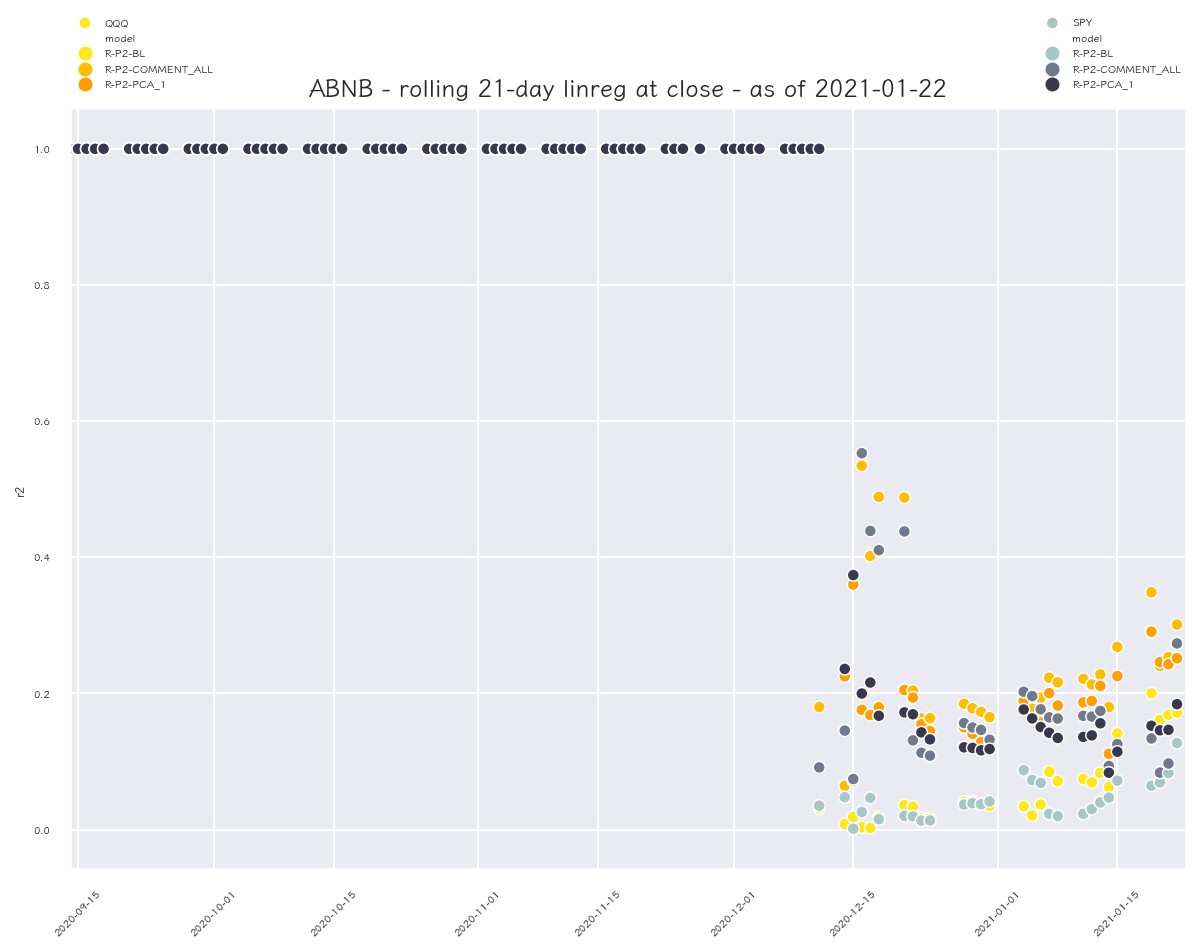 QQQ
model
R-P2-BL
R-P2-COMMENT_ALL
R-P2-PCA_1
SPY
model
R-P2-BL
R-P2-COMMENT_ALL
R-P2-PCA_1
ABNB - rolling 21-day linreg at close - as of 2021-01-22
1.0
0.8
0.6
0.4
0.2
0.0
r2
2020-09-15
2020-10-01
2020-10-15
2020-11-01
2020-11-15
2020-12-01
2020-12-15
2021-01-01
2021-01-15